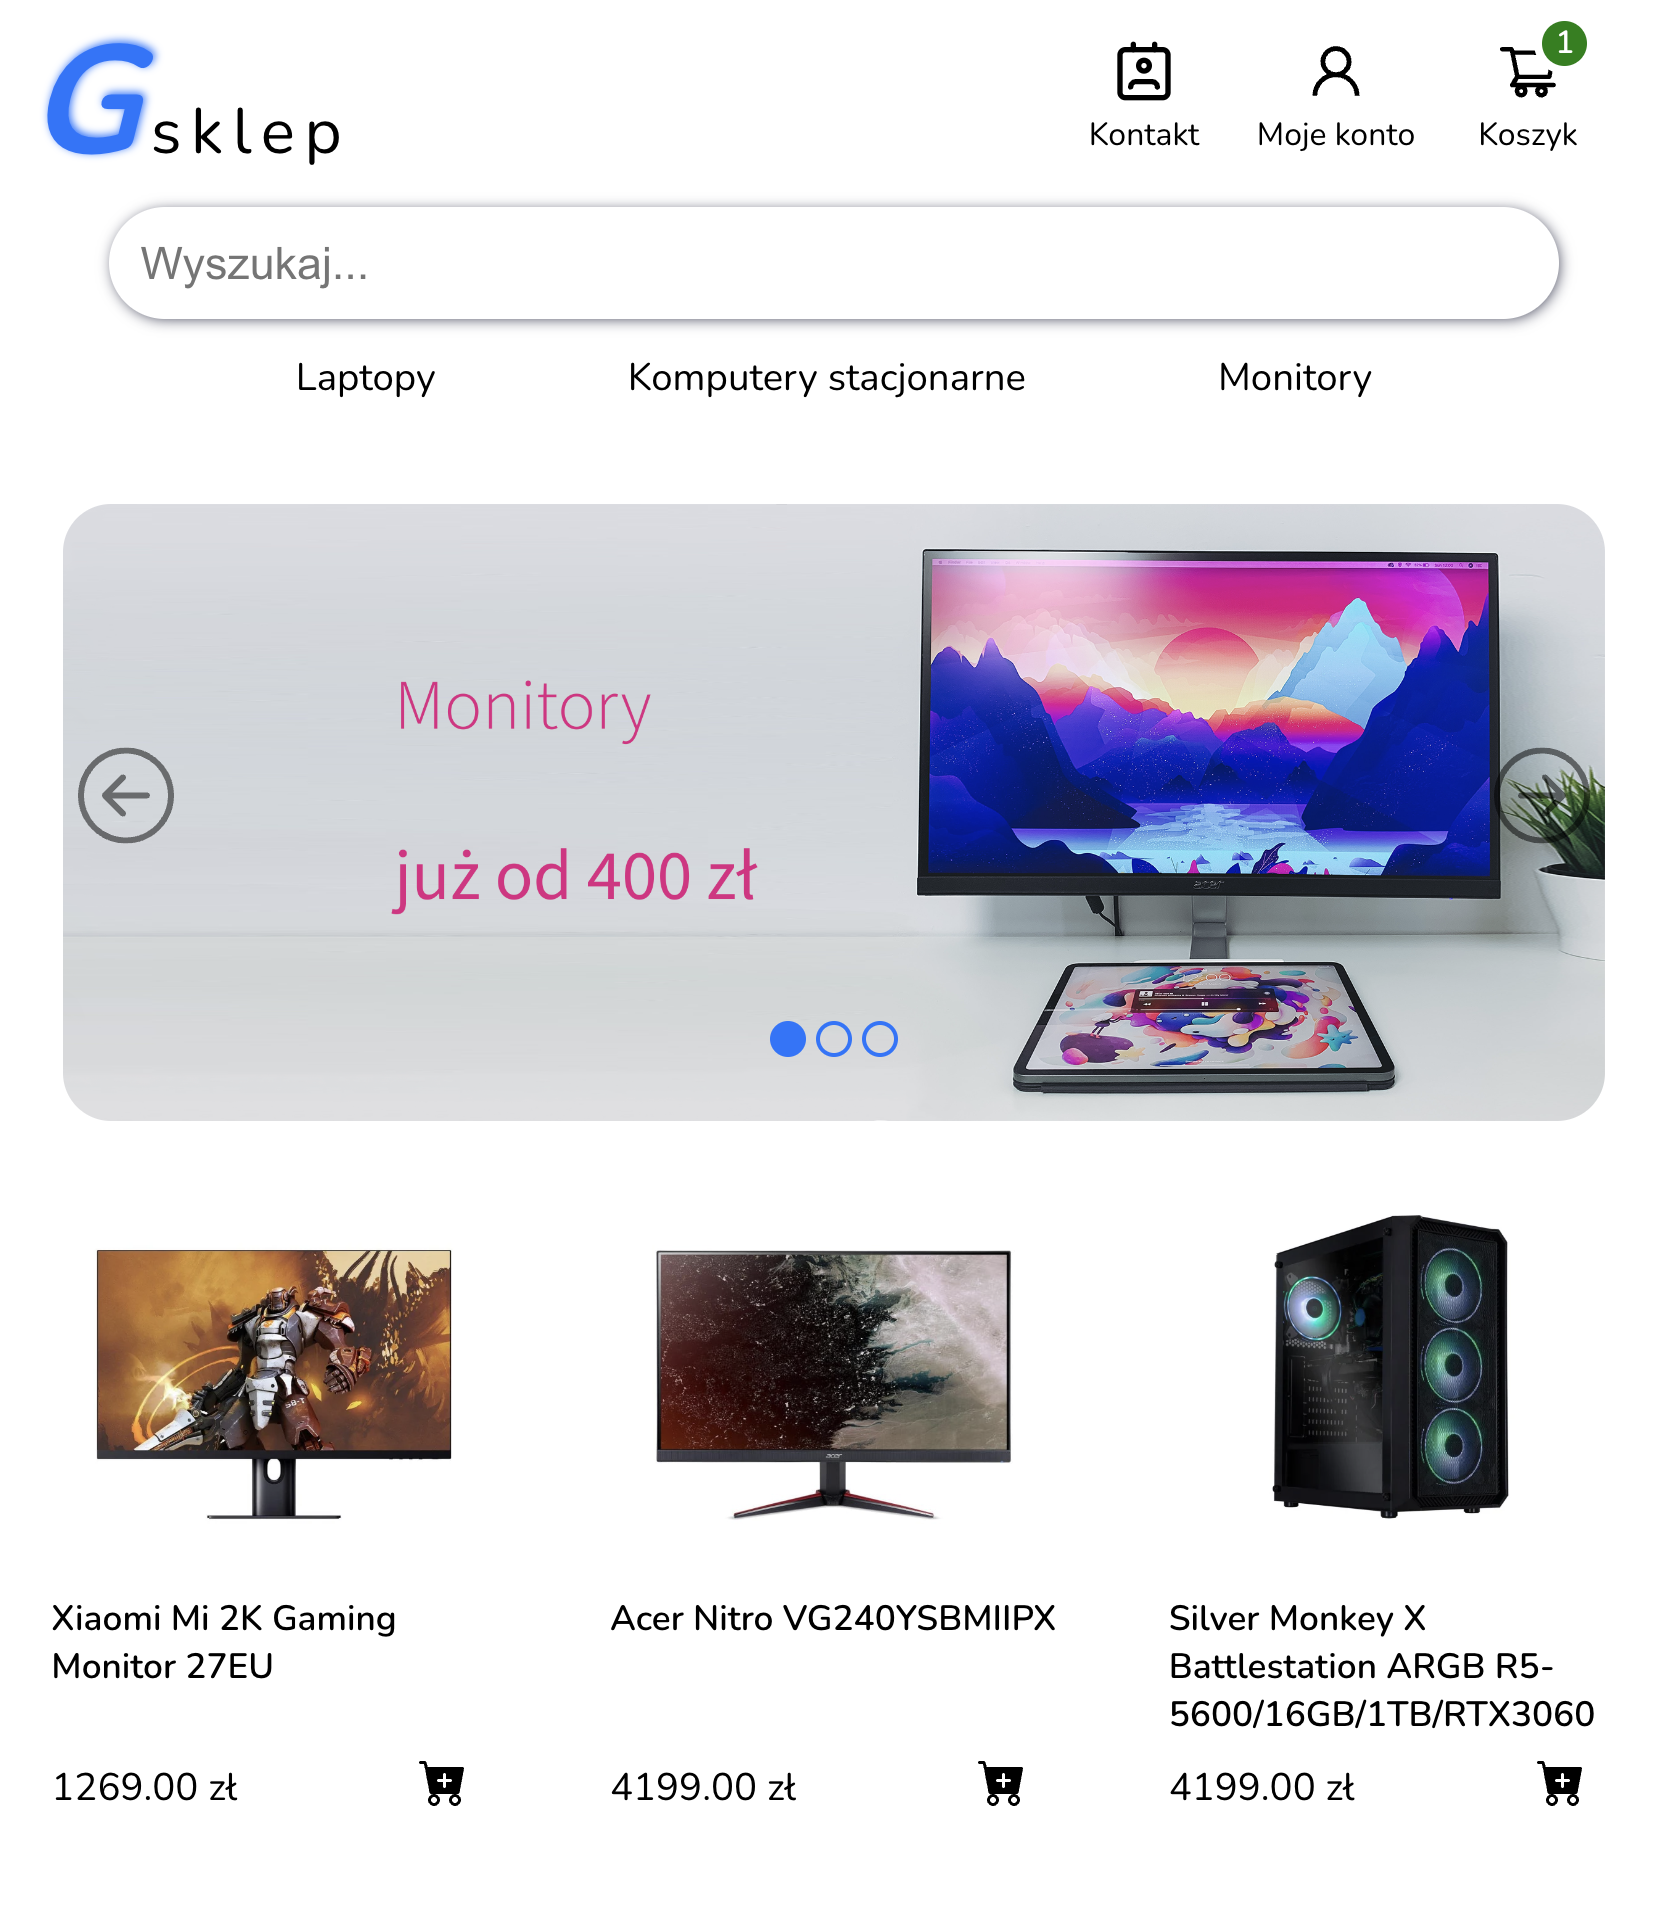 Gsklep
1
Kontakt
Moje konto
Koszyk
Wyszukaj...
Laptopy
Komputery stacjonarne
Monitory
Monitory
już od 400 zł
acer
acer
Xiaomi Mi 2K Gaming
Monitor 27EU
Acer Nitro VG240YSBMIIPX
Silver Monkey X
Battlestation ARGB R5-
5600/16GB/1TB/RTX3060
1269.00 zł
4199.00 zł
4199.00 zł